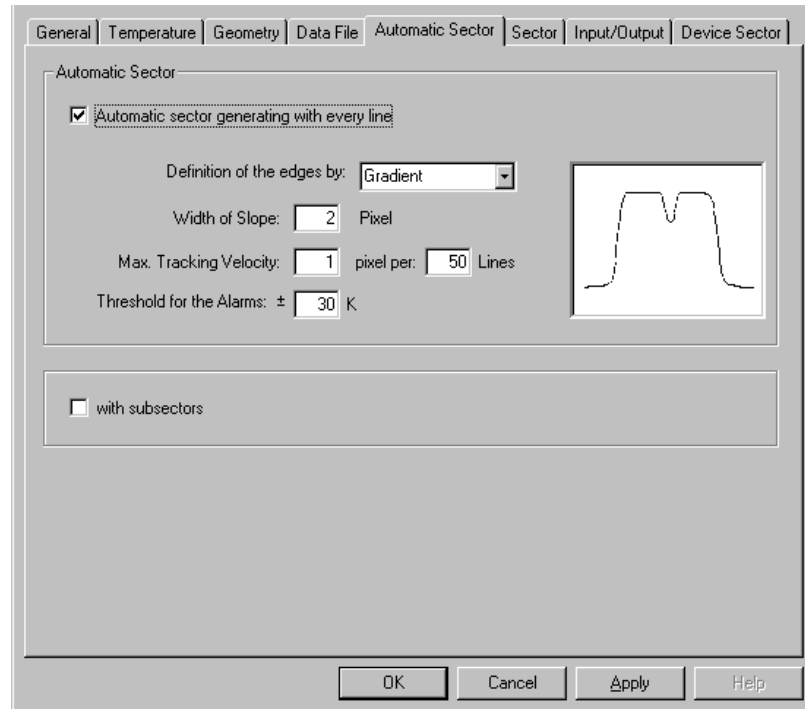 General Temperature Geometry Data File Automatic Sector Sector Input/Output Device Sector
Automatic Sector
Automatic sector generating with every line
Definition of the edges by: Gradient
Width of Slope: 2 Pixel
Max. Tracking Velocity: 1 pixel per: 50 Lines
Threshold for the Alarms: ± 30 K
with subsectors
OK Cancel Apply Help